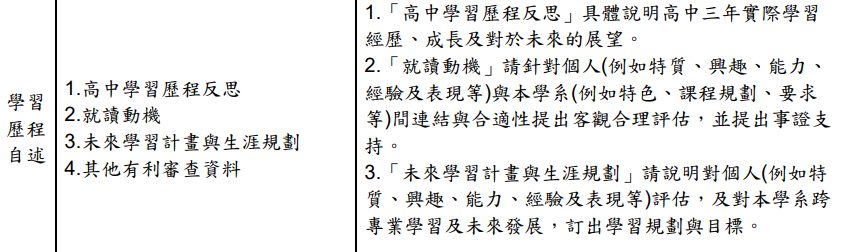 學習
歷程
自述
1.高中學習歷程反思
2.就讀動機
3.未來學習計畫與生涯規劃
4.其他有利審查資料
1.「高中學習歷程反思」具體說明高中三年實際學習
經歷、成長及對於未來的展望。
2.「就讀動機」請針對個人(例如特質、興趣、能力、
經驗及表現等)與本學系(例如特色、課程規劃、要求
等)間連結與合適性提出客觀合理評估，並提出事證支
持。
3.「未來學習計畫與生涯規劃」請說明對個人(例如特
質、興趣、能力、經驗及表現等)評估，及對本學系跨
專業學習及未來發展，訂出學習規劃與目標。